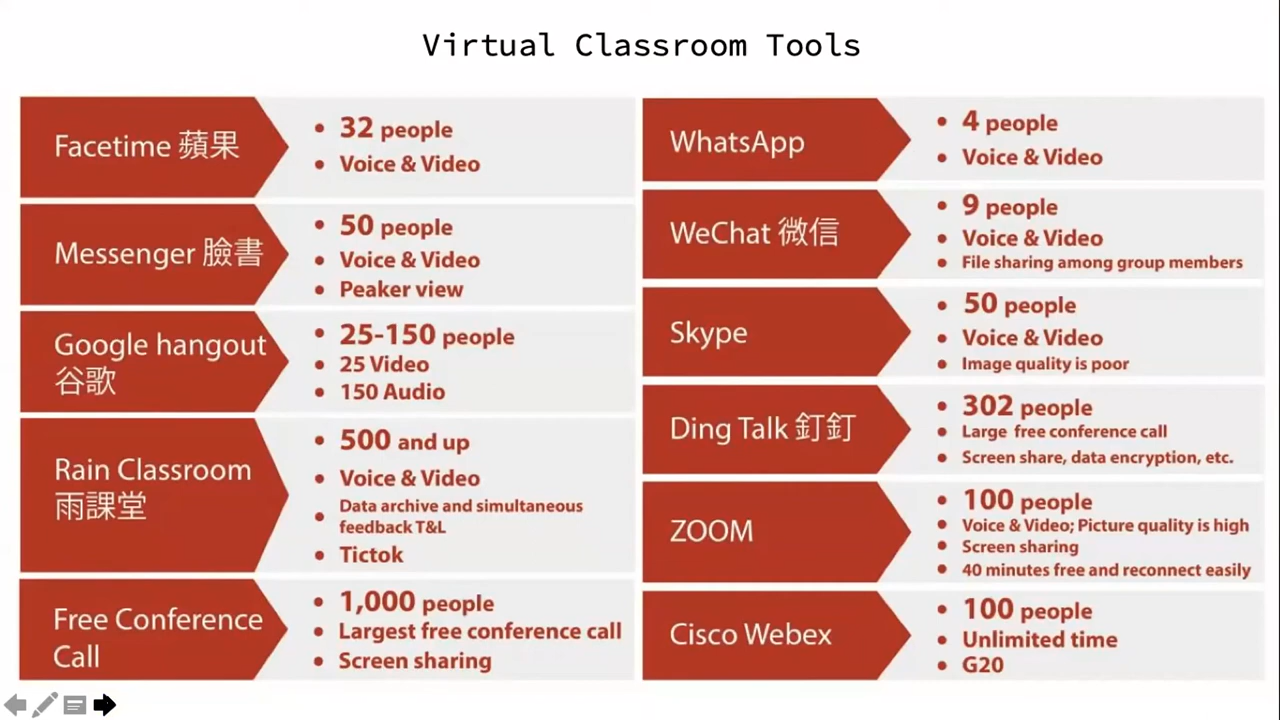 Virtual Classroom Tools
Facetime 蘋果
• 32 people
• Voice & Video
Messenger 臉書
• 50 people
• Voice & Video
• Peaker view
Google hangout
谷歌
• 25-150 people
• 25 Video
• 150 Audio
Rain Classroom
雨課堂
• 500 and up
• Voice & Video
• Data archive and simultaneous
feedback T&L
• Tictok
Free Conference
Call
• 1,000 people
• Largest free conference call
• Screen sharing
WhatsApp
• 4 people
• Voice & Video
WeChat 微信
• 9 people
• Voice & Video
• File sharing among group members
Skype
• 50 people
• Voice & Video
• Image quality is poor
Ding Talk 釘釘
• 302 people
• Large free conference call
• Screen share, data encryption, etc.
ZOOM
• 100 people
• Voice & Video; Picture quality is high
• Screen sharing
• 40 minutes free and reconnect easily
Cisco Webex
• 100 people
• Unlimited time
• G20